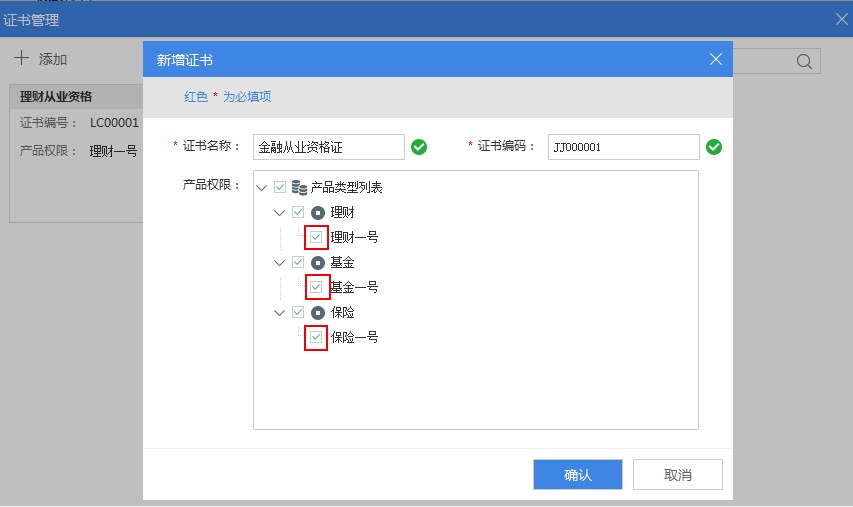 证书管理
添加
理财从业资格
证书编号： LC00001
产品权限： 理财一号
新增证书
红色 * 为必填项
* 证书名称： 金融从业资格证
* 证书编码： JJ000001
产品权限：
产品类型列表
理财
理财一号
基金
基金一号
保险
保险一号
确认
取消